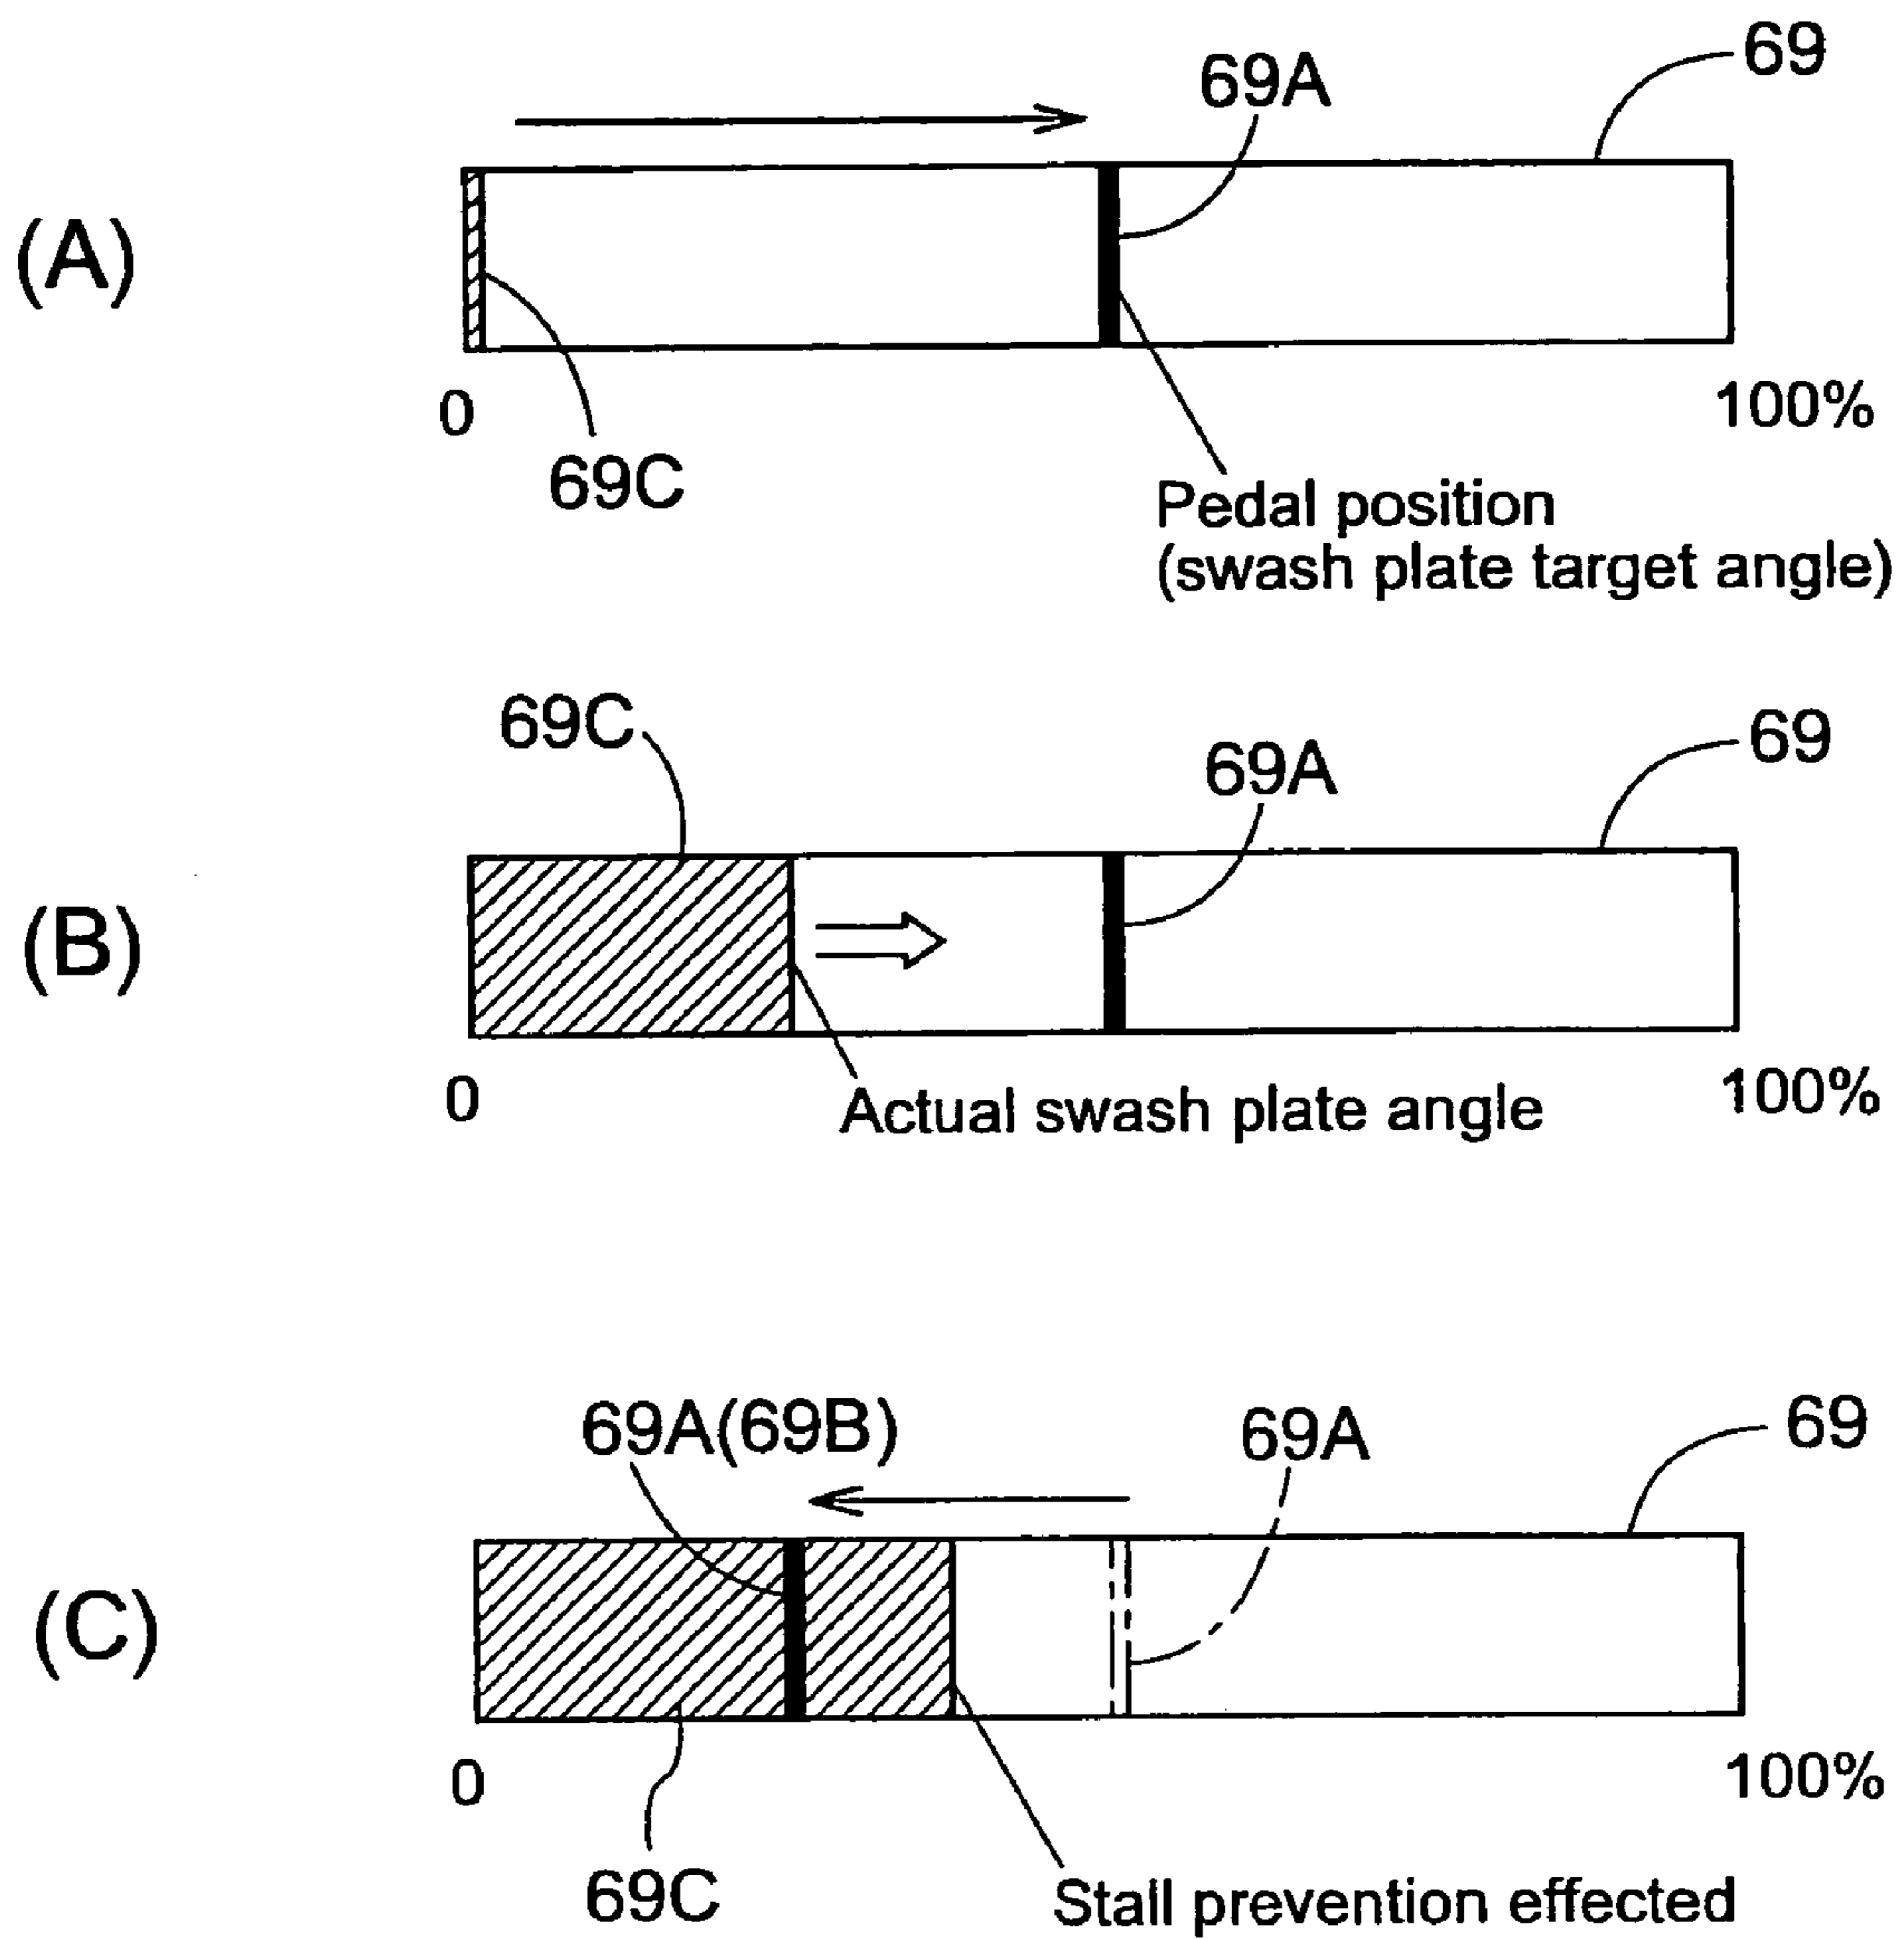 69
69A
(A)
0
100%
69C
Pedal position
(swash plate target angle)
69C
69A
69
(B)
0
100%
Actual swash plate angle
69A(69B)
69A
69
(C)
0
100%
69C
Stall prevention effected